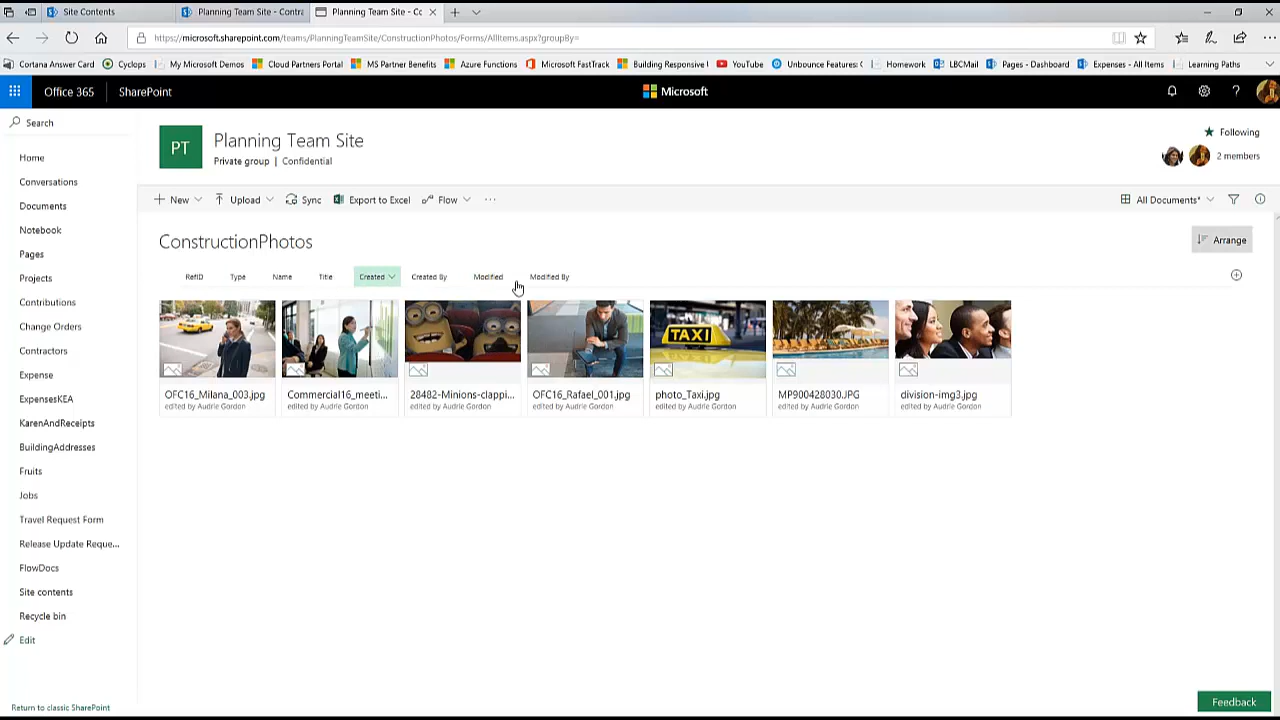 Site Contents
Planning Team Site - Contra
Planning Team Site - Cc
https://microsoft.sharepoint.com/teams/PlanningTeamSite/ConstructionPhotos/Forms/AllItems.aspx?groupBy=
Cortana Answer Card
Cyclops
My Microsoft Demos
Cloud Partners Portal
MS Partner Benefits
Azure Functions
Microsoft FastTrack
Building Responsive
YouTube
Unbounce Features:
Homework
LBCMail
Pages - Dashboard
Expenses - All Items
Learning Paths
Office 365
SharePoint
Microsoft
?
Search
PT
Planning Team Site
Private group | Confidential
Following
2 members
Home
Conversations
Documents
Notebook
Pages
Projects
Contributions
Change Orders
Contractors
Expense
ExpensesKEA
KarenAndReceipts
BuildingAddresses
Fruits
Jobs
Travel Request Form
Release Update Reque...
FlowDocs
Site contents
Recycle bin
Edit
Return to classic SharePoint
New
Upload
Sync
Export to Excel
Flow
...
All Documents*
ConstructionPhotos
Arrange
RefID
Type
Name
Title
Created
Created By
Modified
Modified By
TAXI
OFC16_Milana_003.jpg
edited by Audrie Gordon
Commercial16_meeti...
edited by Audrie Gordon
28482-Minions-clappi...
edited by Audrie Gordon
OFC16_Rafael_001.jpg
edited by Audrie Gordon
photo_Taxi.jpg
edited by Audrie Gordon
MP900428030.JPG
edited by Audrie Gordon
division-img3.jpg
edited by Audrie Gordon
Feedback